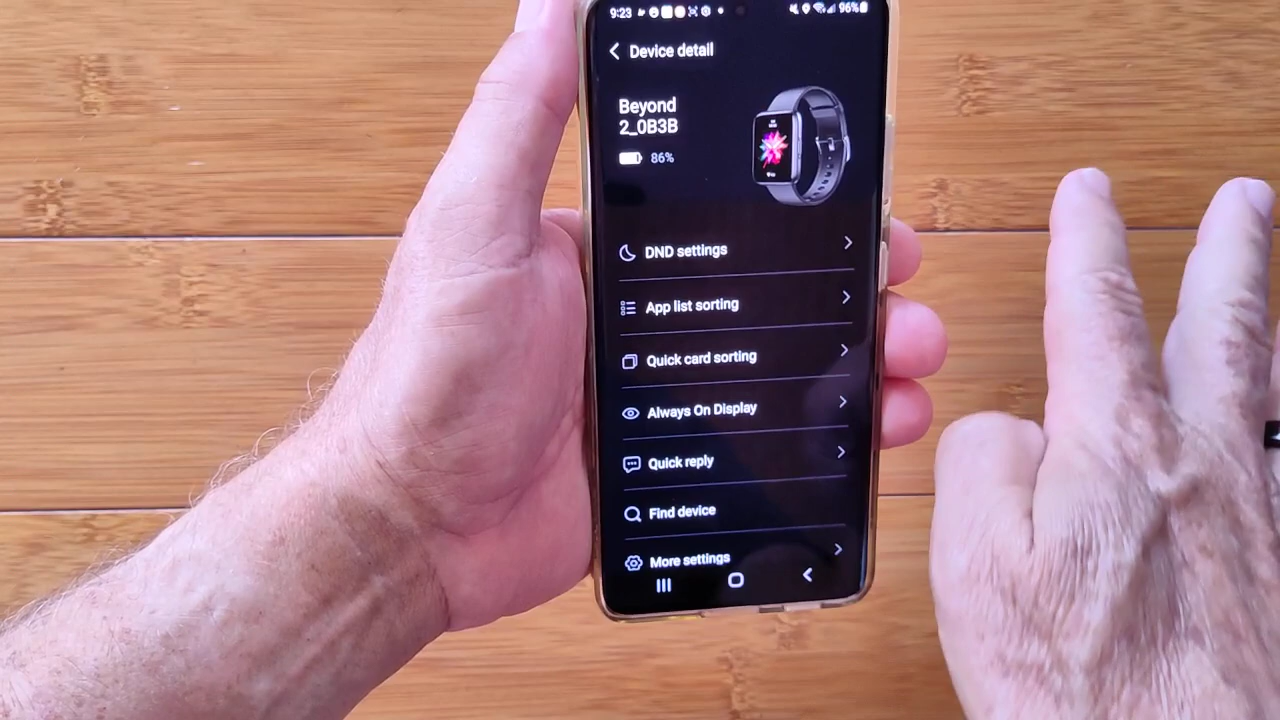 9:23
96%
Device detail
Beyond
2_0B3B
86%
DND settings
App list sorting
Quick card sorting
Always On Display
Quick reply
Find device
More settings